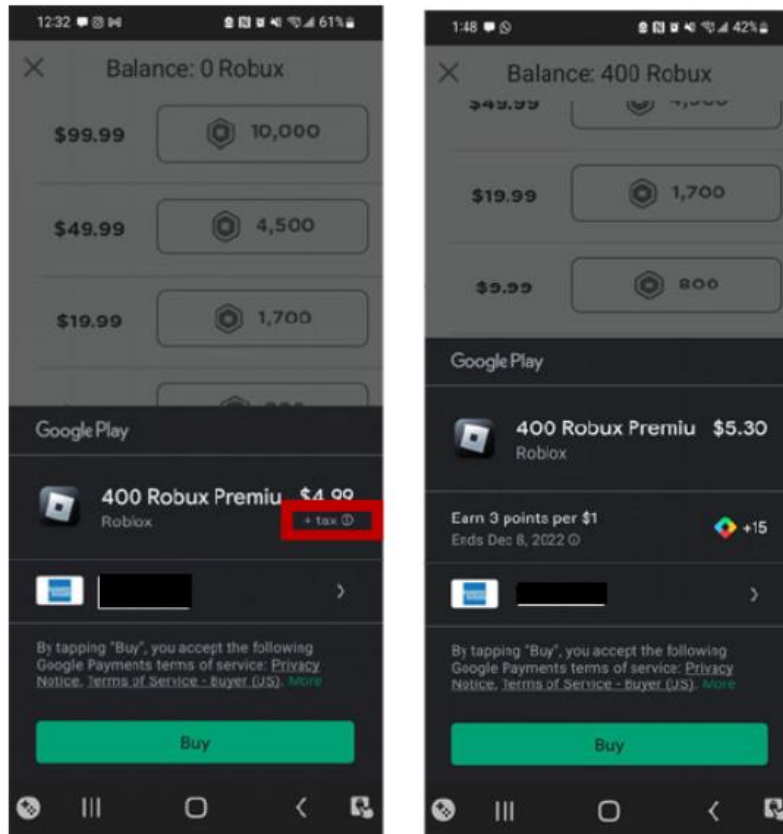 12:32 61%
Balance: 0 Robux
$99.99 10,000
$49.99 4,500
$19.99 1,700
Google Play
400 Robux Premiu $4.99
Roblox + tax
By tapping "Buy", you accept the following
Google Payments terms of service: Privacy
Notice, Terms of Service - Buyer (US). More
Buy
1:48 42%
Balance: 400 Robux
$49.99 4,500
$19.99 1,700
$9.99 800
Google Play
400 Robux Premiu $5.30
Roblox
Earn 3 points per $1 +15
Ends Dec 8, 2022
By tapping "Buy", you accept the following
Google Payments terms of service: Privacy
Notice, Terms of Service - Buyer (US). More
Buy